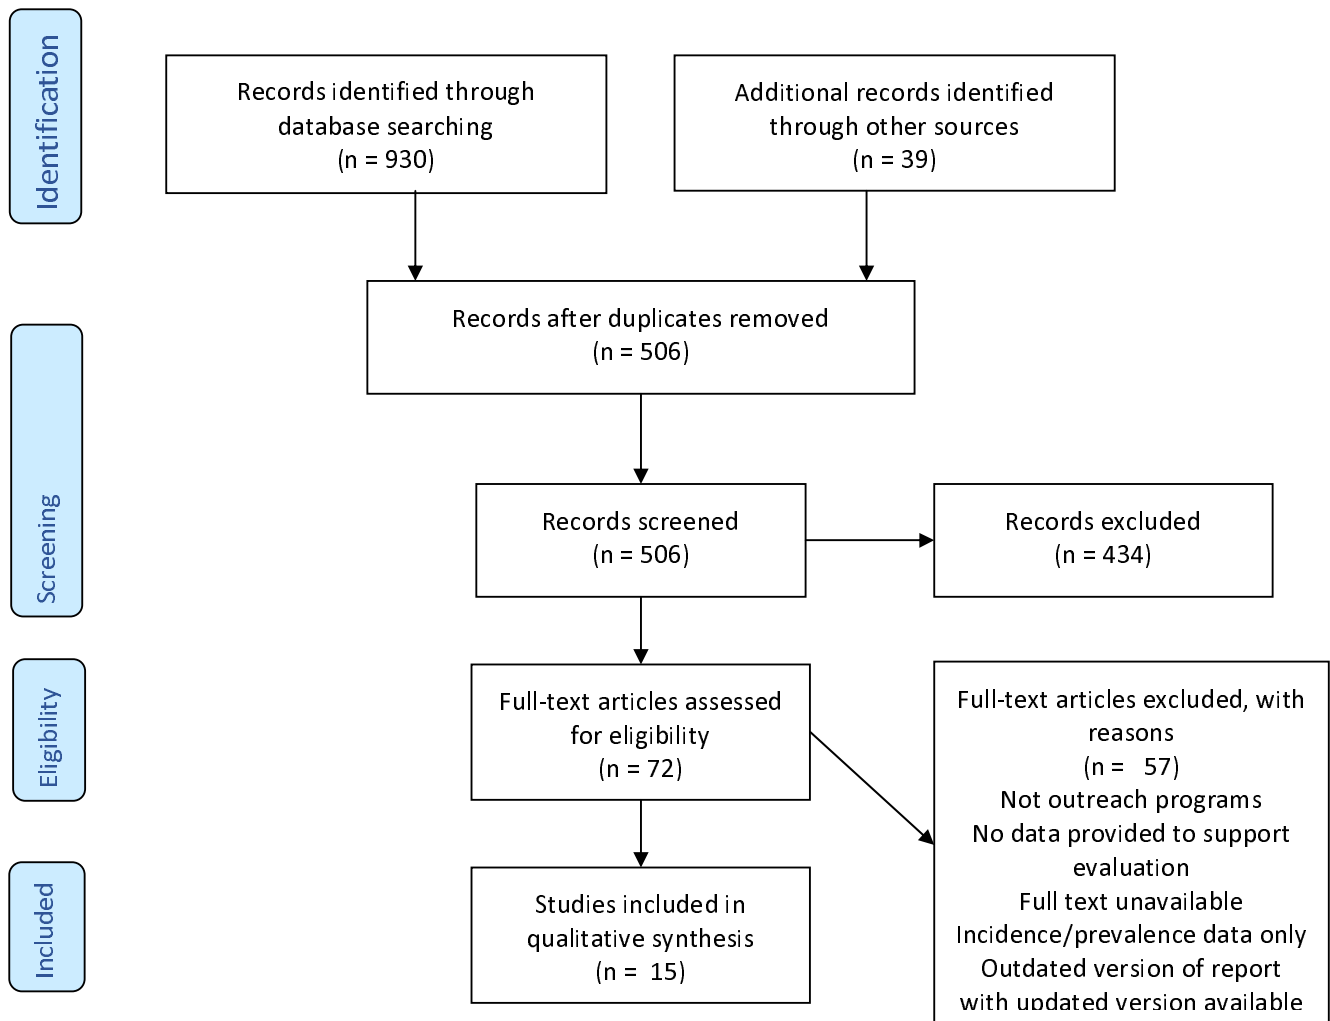 Identification
Records identified through
database searching
(n = 930)
Additional records identified
through other sources
(n = 39)
Records after duplicates removed
(n = 506)
Screening
Records screened
(n = 506)
Records excluded
(n = 434)
Eligibility
Full-text articles assessed
for eligibility
(n = 72)
Full-text articles excluded, with
reasons
(n = 57)
Not outreach programs
No data provided to support
evaluation
Full text unavailable
Incidence/prevalence data only
Outdated version of report
with updated version available
Included
Studies included in
qualitative synthesis
(n = 15)